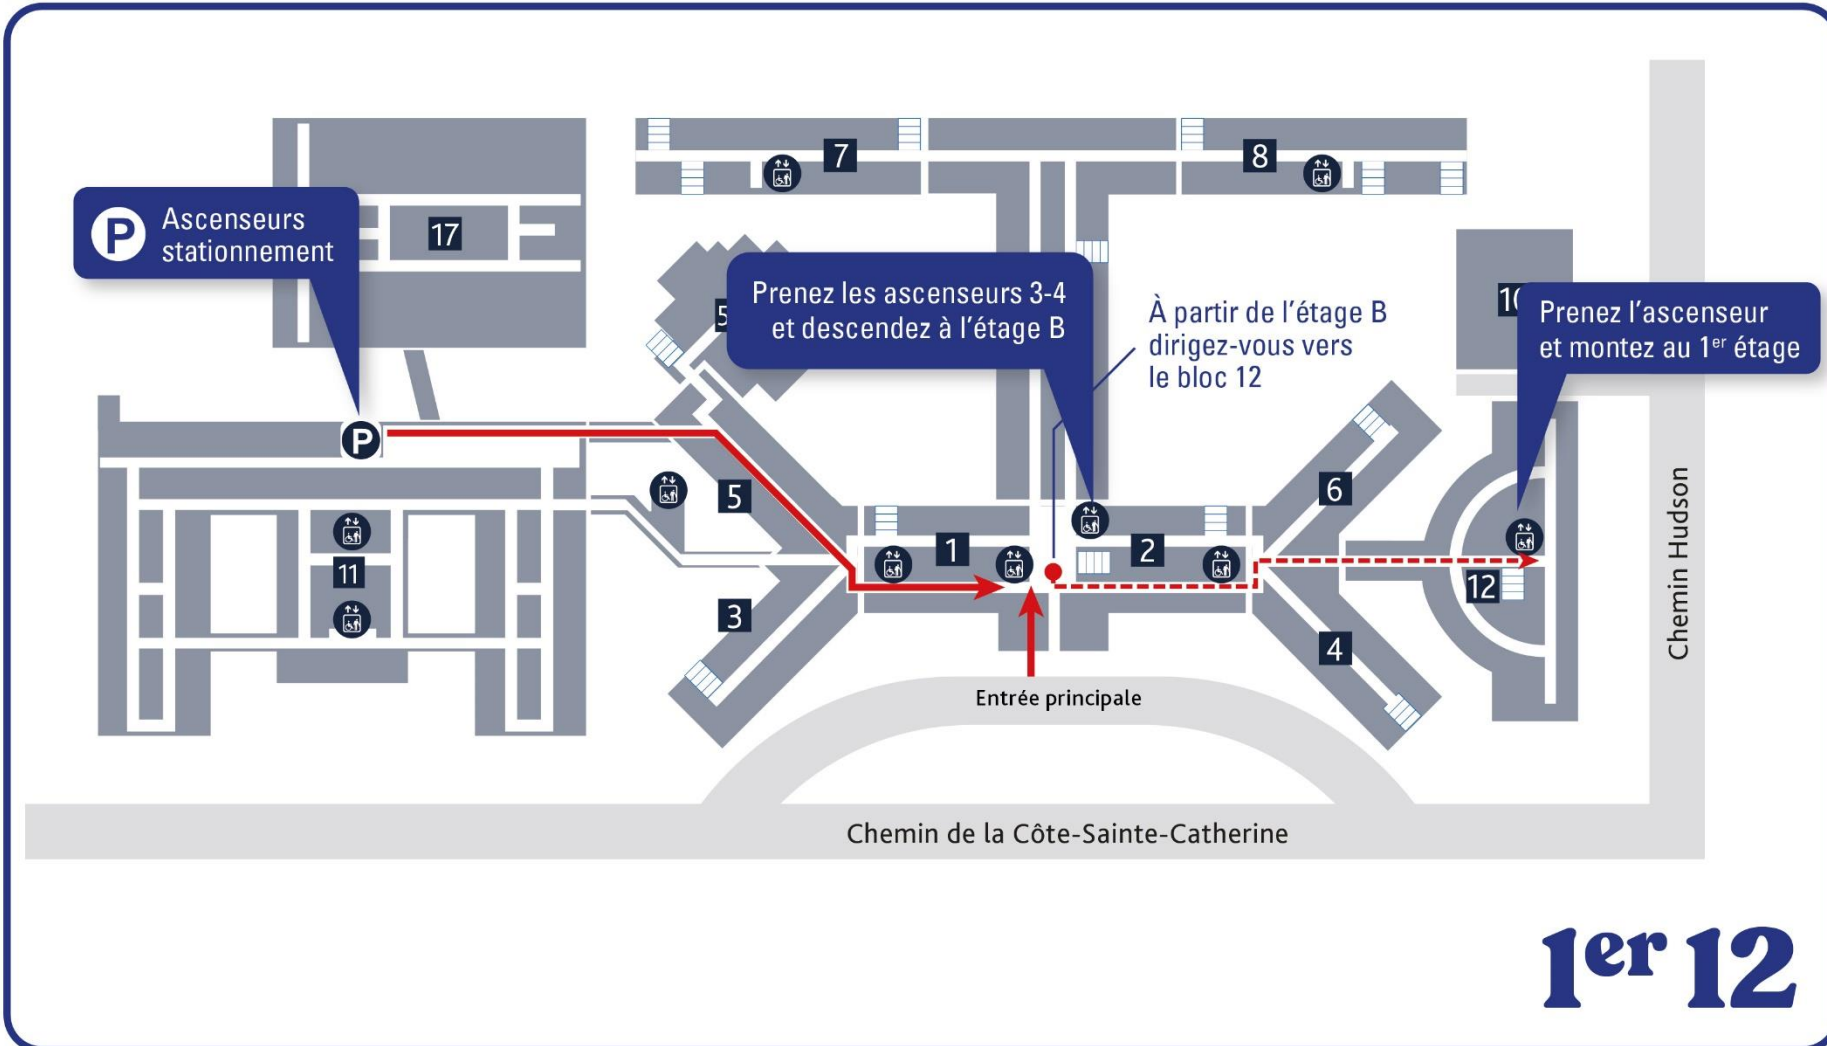 7
8
P Ascenseurs
stationnement
17
Prenez les ascenseurs 3-4
et descendez à l'étage B
À partir de l'étage B
dirigez-vous vers
le bloc 12
Prenez l'ascenseur
et montez au 1er étage
P
5
6
1
2
11
12
3
4
Entrée principale
Chemin Hudson
Chemin de la Côte-Sainte-Catherine
1er 12